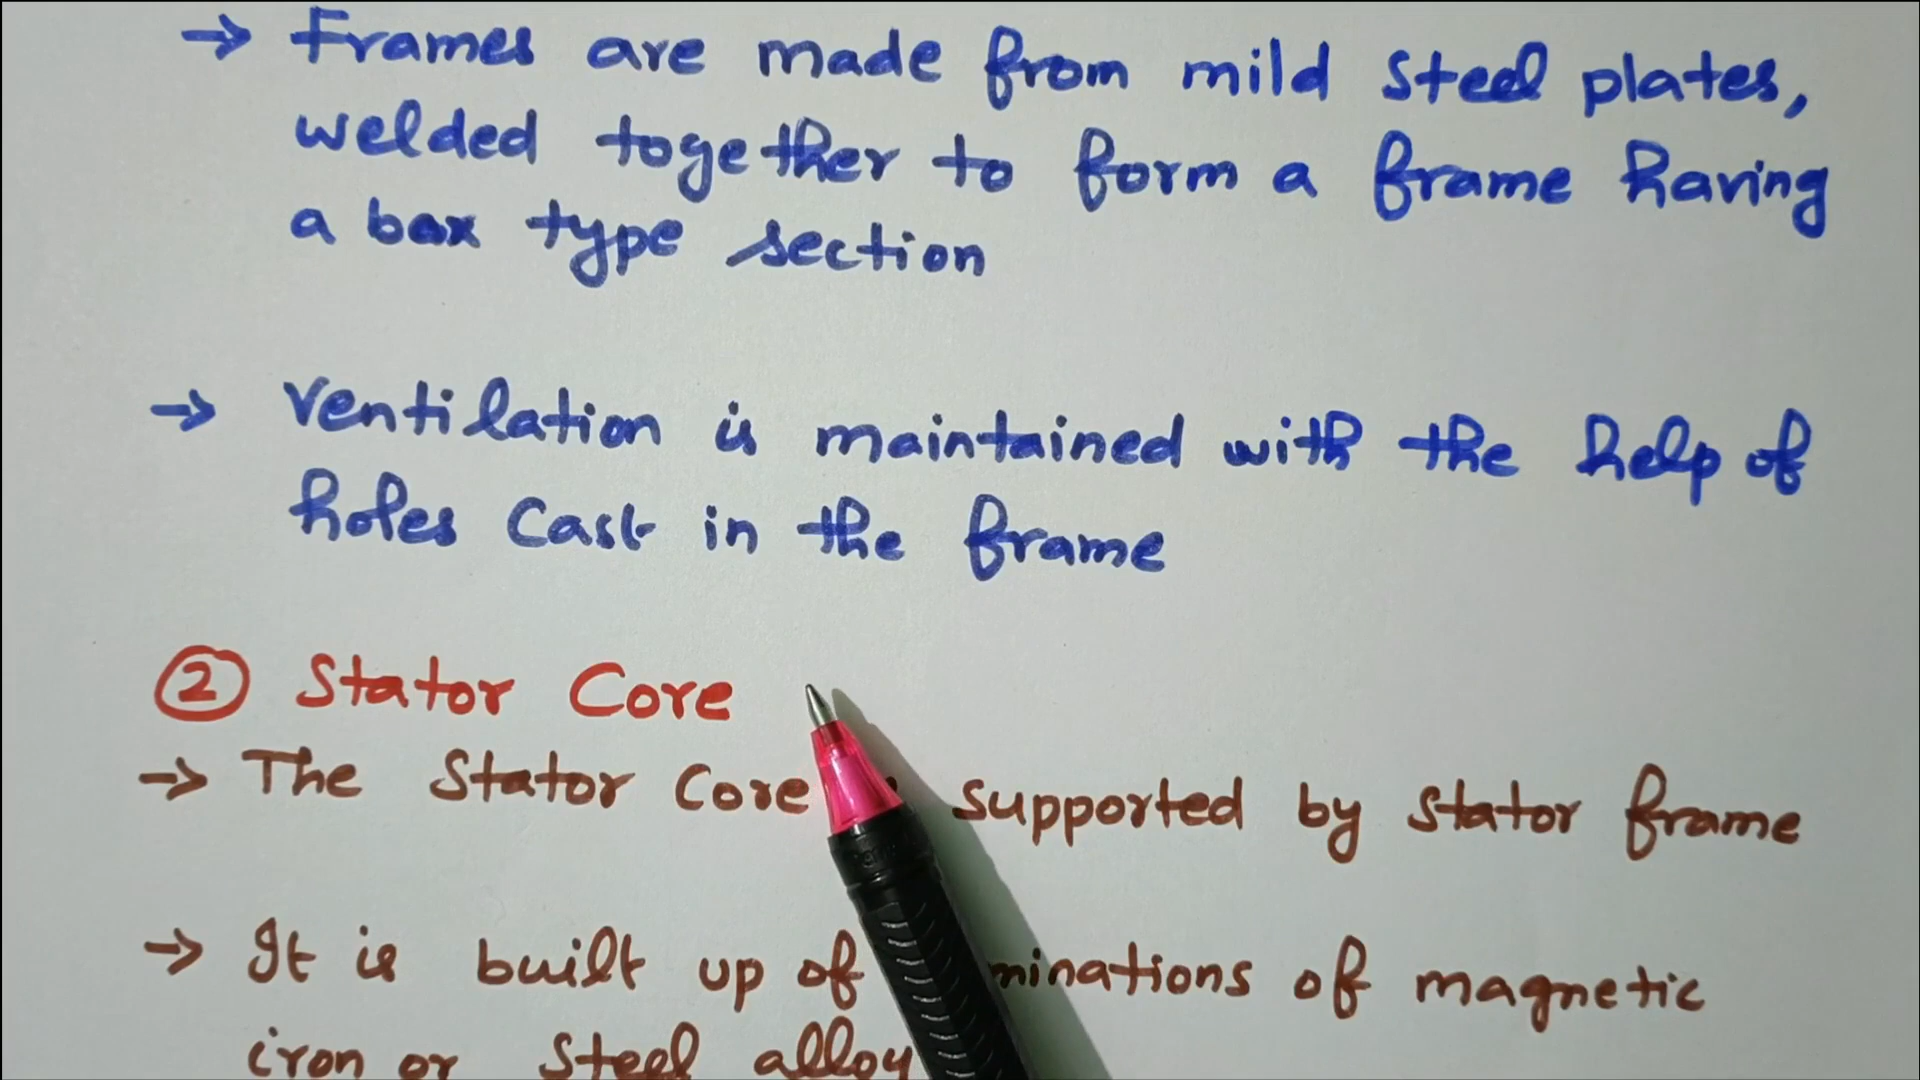 → Frames are made from mild steel plates,
welded together to form a frame having
a box type section
→ Ventilation is maintained with the help of
holes cast in the frame
② Stator Core
→ The Stator Core supported by stator frame
→ It is built up of minations of magnetic
iron or steel alloy